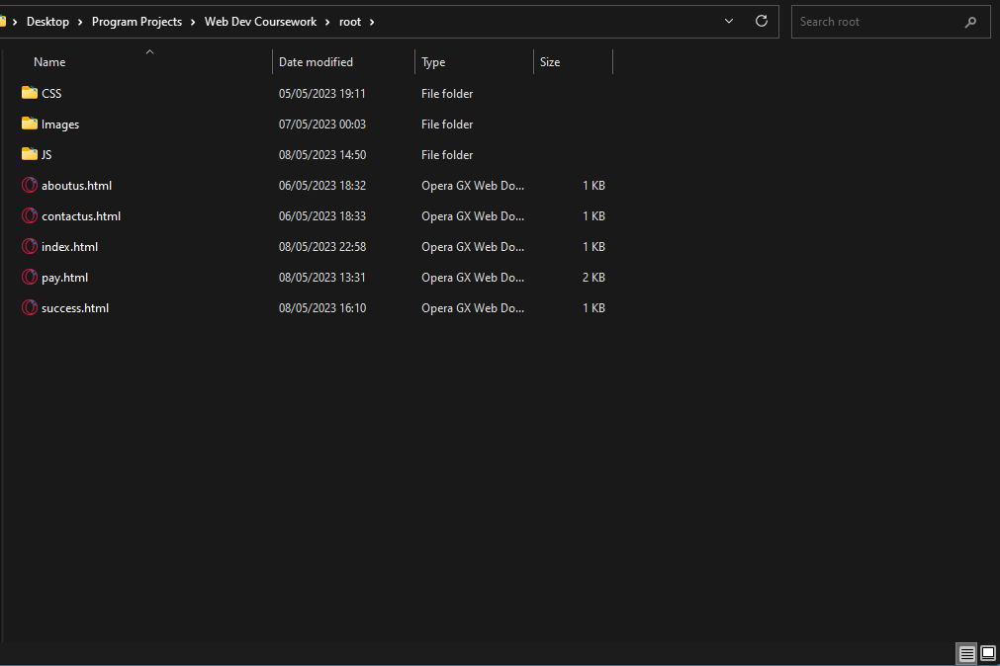 Desktop > Program Projects > Web Dev Coursework > root >
Search root
Name Date modified Type Size
CSS 05/05/2023 19:11 File folder
Images 07/05/2023 00:03 File folder
JS 08/05/2023 14:50 File folder
aboutus.html 06/05/2023 18:32 Opera GX Web Do... 1 KB
contactus.html 06/05/2023 18:33 Opera GX Web Do... 1 KB
index.html 08/05/2023 22:58 Opera GX Web Do... 1 KB
pay.html 08/05/2023 13:31 Opera GX Web Do... 2 KB
success.html 08/05/2023 16:10 Opera GX Web Do... 1 KB